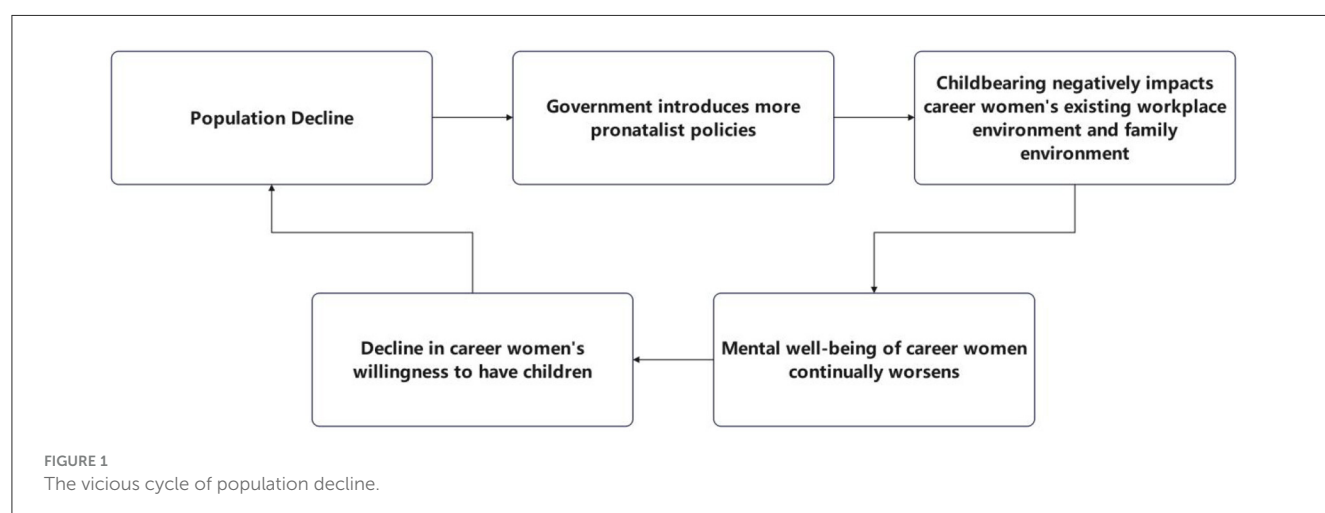 Population Decline
Government introduces more
pronatalist policies
Childbearing negatively impacts
career women's existing workplace
environment and family
environment
Mental well-being of career women
continually worsens
Decline in career women's
willingness to have children
FIGURE 1
The vicious cycle of population decline.